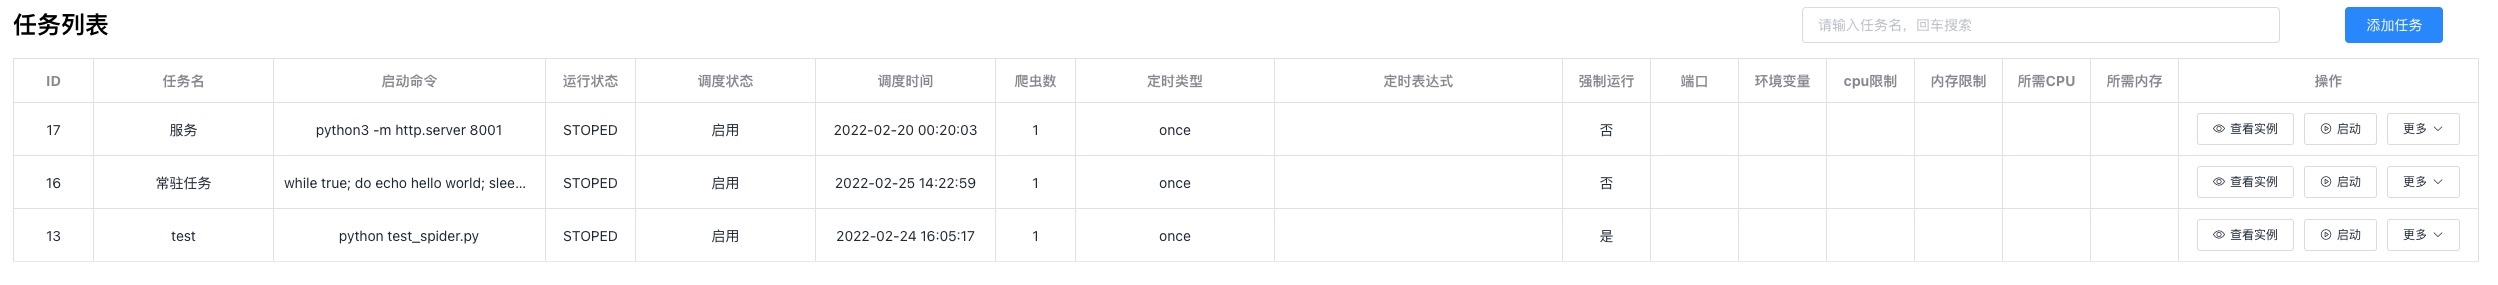 任务列表
请输入任务名，回车搜索
添加任务
ID 任务名 启动命令 运行状态 调度状态 调度时间 爬虫数 定时类型 定时表达式 强制运行 端口 环境变量 cpu限制 内存限制 所需CPU 所需内存 操作
17 服务 python3 -m http.server 8001 STOPED 启用 2022-02-20 00:20:03 1 once 否 查看实例 启动 更多
16 常驻任务 while true; do echo hello world; slee... STOPED 启用 2022-02-25 14:22:59 1 once 否 查看实例 启动 更多
13 test python test_spider.py STOPED 启用 2022-02-24 16:05:17 1 once 是 查看实例 启动 更多